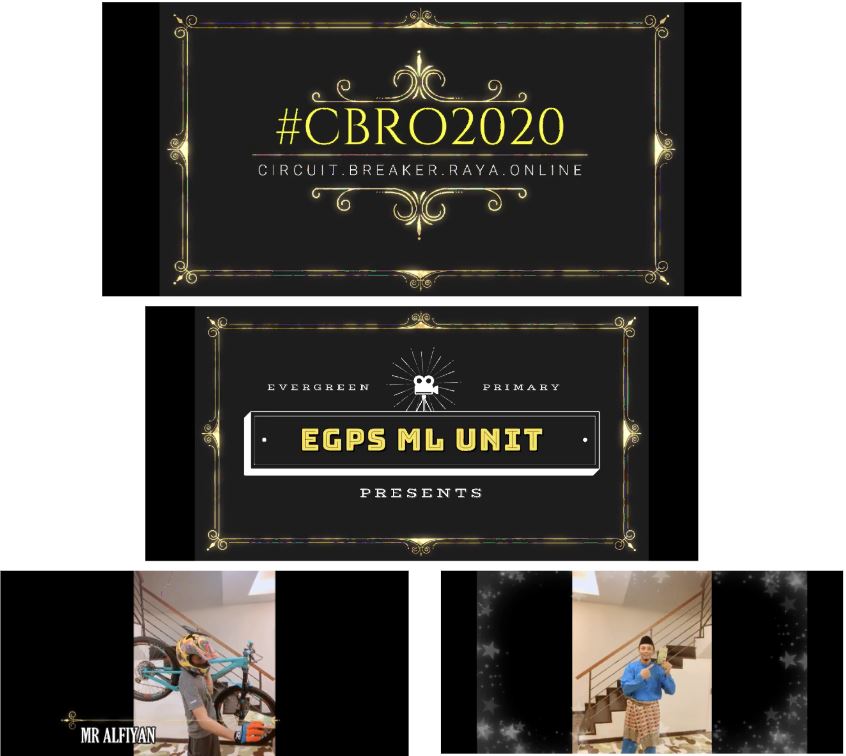 #CBRO2020
CIRCUIT.BREAKER.RAYA.ONLINE
EVERGREEN PRIMARY
EGPS ML UNIT
PRESENTS
MR ALFIYAN